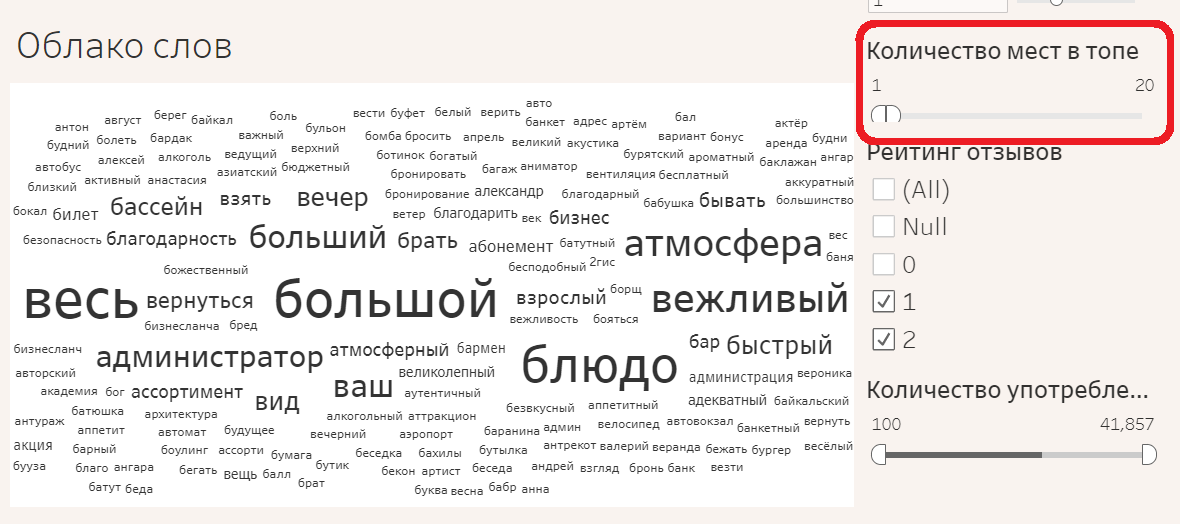 1
Облако слов
Количество мест в топе
1 20
авто
август берег байкал боль вести буфет белый верить
антон бульон банкет адрес артём бал актёр
будний болеть бардак важный верхний бомба бросить апрель великий акустика вариант бонус аренда будни
автобус алексей алкоголь ведущий бюджетный ботинок богатый багаж аниматор бурятский ароматный баклажан ангар
близкий активный анастасия азиатский бронировать вентиляция бесплатный аккуратный
бокал билет бассейн взять вечер бронирование александр благодарный бабушка бывать большинство
ветер благодарить век бизнес
безопасность благодарность больший брать абонемент батутный атмосфера вес
баня
божественный бесподобный 2гис
весь вернуться большой взрослый борщ вежливый
бизнесланча бред вежливость бояться
бизнесланч администратор атмосферный бармен блюдо бар быстрый
авторский великолепный администрация вероника
академия бог ассортимент вид ваш аутентичный адекватный байкальский
антураж батюшка архитектура алкогольный аттракцион безвкусный аппетитный автовокзал банкетный вернуть
аппетит автомат будущее вечерний аэропорт баранина админ велосипед
акция барный боулинг ассорти бумага беседка бахилы бутылка антрекот валерий веранда бежать бургер весёлый
бууза благо ангара бегать вещь балл бутик бекон артист беседа андрей взгляд бронь банк везти
батут беда брат буква весна бабр анна
Рейтинг отзывов
(All)
Null
0
1
2
Количество употребле...
100 41,857